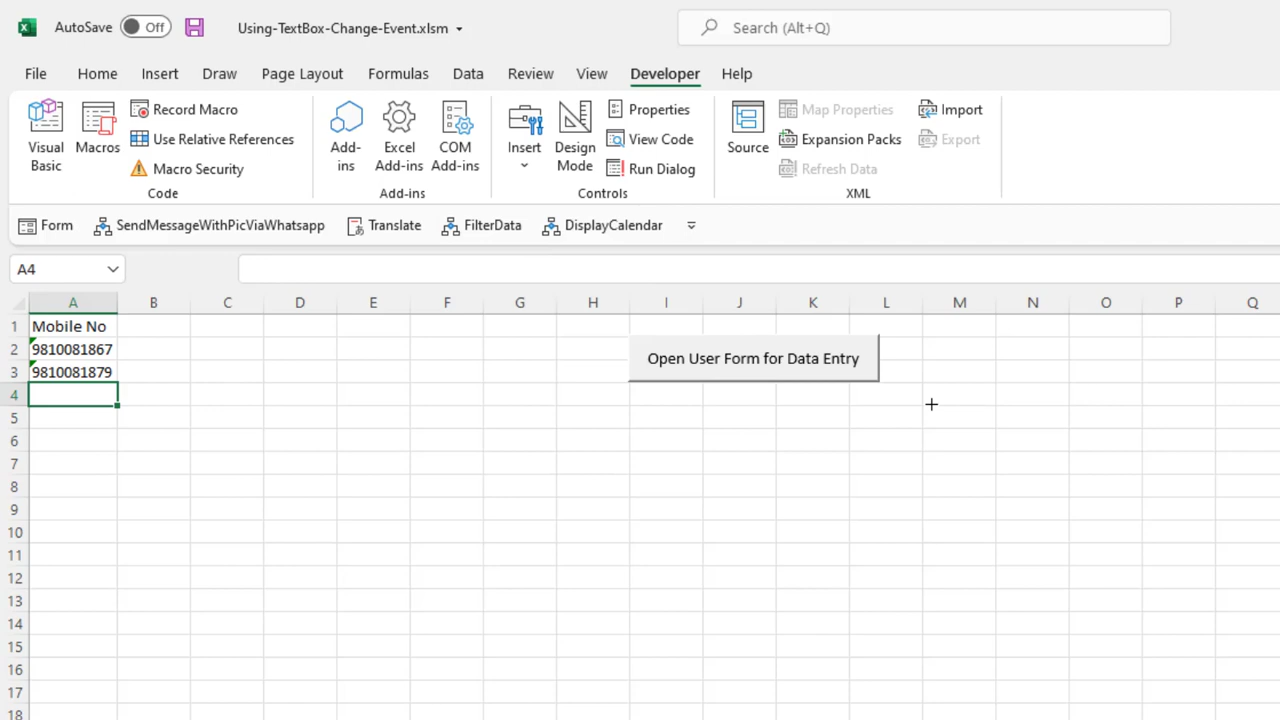 AutoSave Off Using-TextBox-Change-Event.xlsm Search (Alt+Q)
File Home Insert Draw Page Layout Formulas Data Review View Developer Help
Visual Basic
Macros
Record Macro
Use Relative References
Macro Security
Code
Add-ins
Excel Add-ins
COM Add-ins
Add-ins
Insert
Design Mode
Properties
View Code
Run Dialog
Controls
Source
Map Properties
Expansion Packs
Refresh Data
Import
Export
XML
Form SendMessageWithPicViaWhatsapp Translate FilterData DisplayCalendar
A4
A B C D E F G H I J K L M N O P Q
1 Mobile No
2 9810081867
Open User Form for Data Entry
3 9810081879
4
5
6
7
8
9
10
11
12
13
14
15
16
17
18